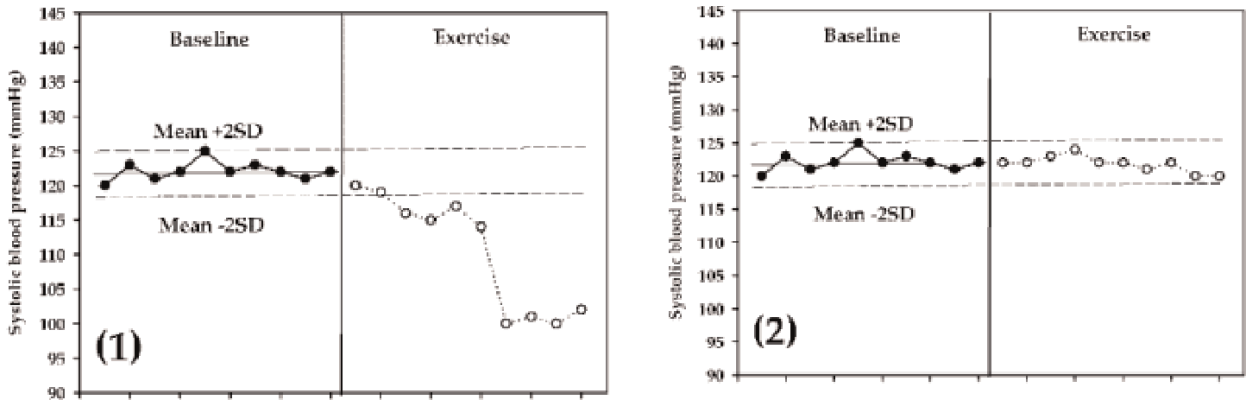 (1)
Systolic blood pressure (mmHg)
145
140
135
130
125
120
115
110
105
100
95
90
Baseline
Exercise
Mean +2SD
Mean -2SD
(2)
Systolic blood pressure (mmHg)
145
140
135
130
125
120
115
110
105
100
95
90
Baseline
Exercise
Mean +2SD
Mean -2SD